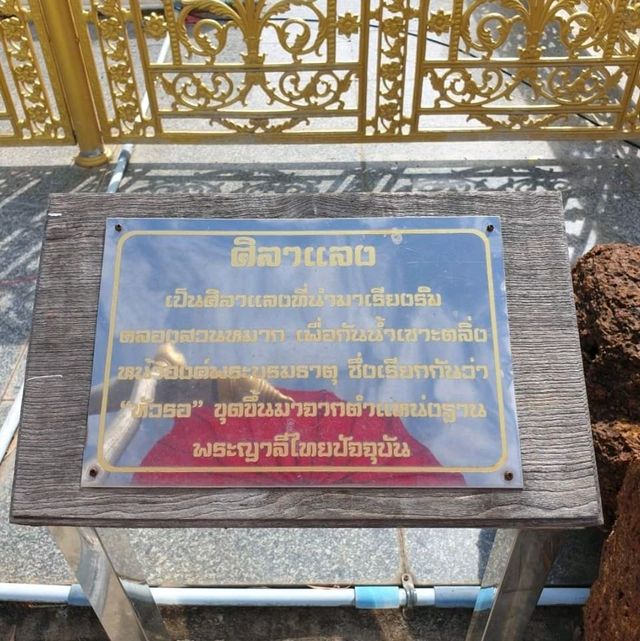 ศิลาแลง
เป็นศิลาแลงที่นำมาเรียงริม
คลองสวนหมาก เพื่อกันน้ำเซาะตลิ่ง
หน้าองค์พระบรมธาตุ ซึ่งเรียกกันว่า
“หัวรอ” ขุดขึ้นมาจากตำแหน่งฐาน
พระญาลิไทยปัจจุบัน